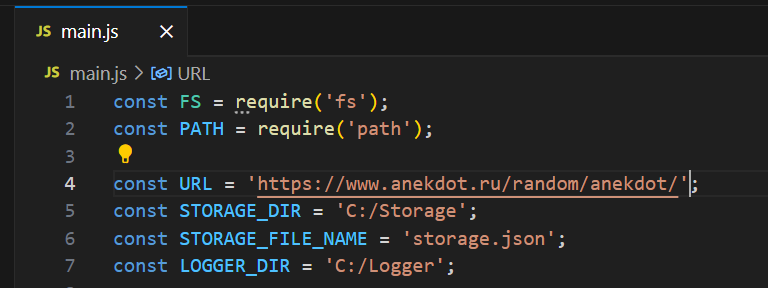 JS main.js ×
JS main.js > URL
1 const FS = require('fs');
2 const PATH = require('path');
3
4 const URL = 'https://www.anekdot.ru/random/anekdot/';
5 const STORAGE_DIR = 'C:/Storage';
6 const STORAGE_FILE_NAME = 'storage.json';
7 const LOGGER_DIR = 'C:/Logger';